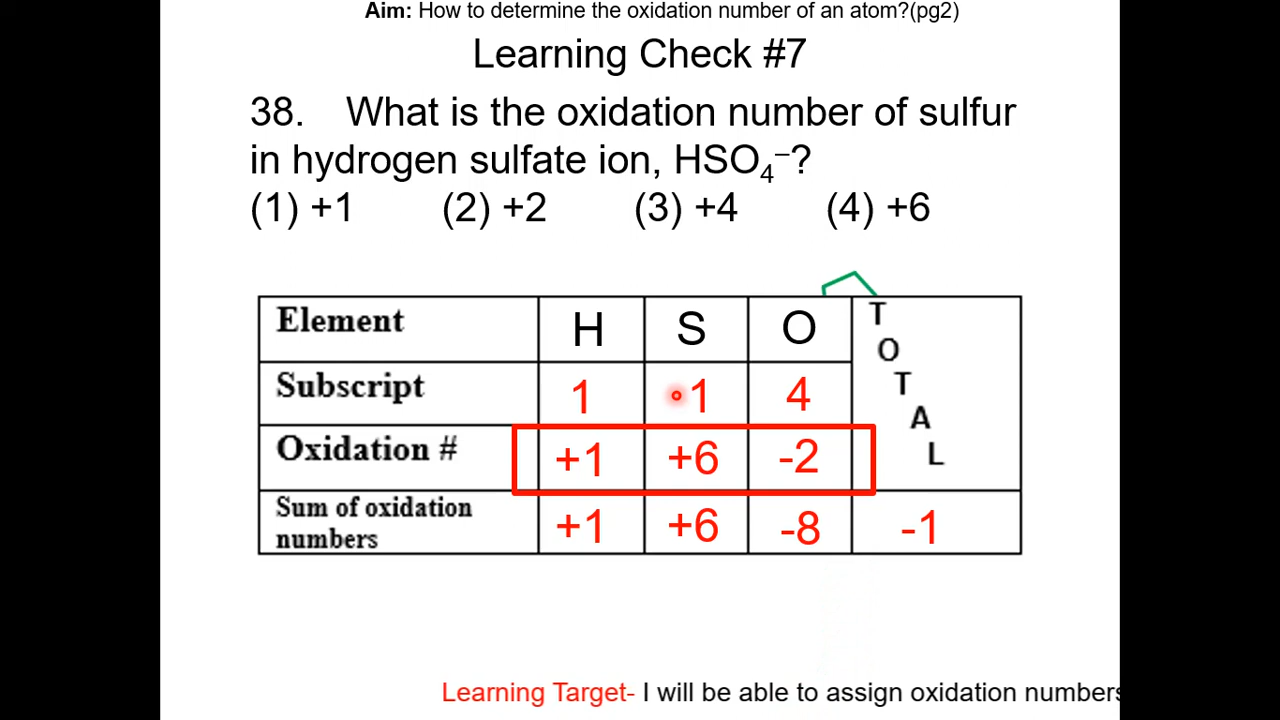 Aim: How to determine the oxidation number of an atom?(pg2)
Learning Check #7
38. What is the oxidation number of sulfur
in hydrogen sulfate ion, HSO₄⁻?
(1) +1 (2) +2 (3) +4 (4) +6
Element H S O TOTAL
Subscript 1 1 4
Oxidation # +1 +6 -2
Sum of oxidation
numbers +1 +6 -8 -1
Learning Target- I will be able to assign oxidation numbers